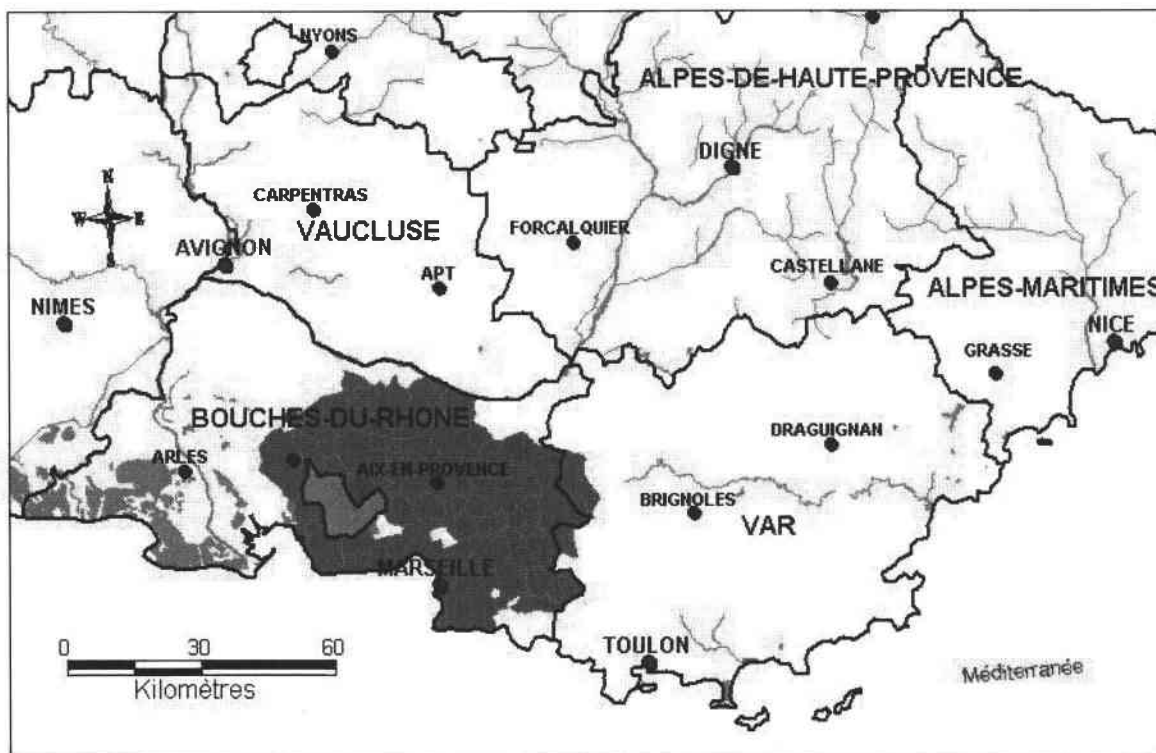 NYONS
ALPES-DE-HAUTE-PROVENCE
DIGNE
N
W E
S
CARPENTRAS
VAUCLUSE
FORCALQUIER
AVIGNON
APT
CASTELLANE
ALPES-MARITIMES
NIMES
NICE
GRASSE
BOUCHES-DU-RHONE
DRAGUIGNAN
ARLES
AIX-EN-PROVENCE
BRIGNOLES
VAR
MARSEILLE
TOULON
0 30 60
Kilomètres
Méditerranée